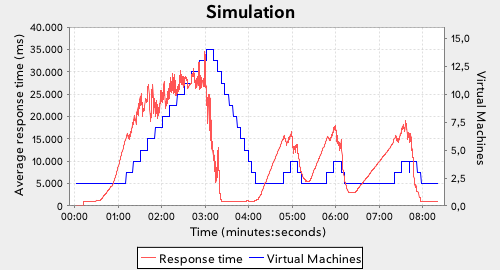 Simulation
40.000
35.000
30.000
25.000
20.000
15.000
10.000
5.000
0
Average response time (ms)
15,0
12,5
10,0
7,5
5,0
2,5
0,0
Virtual Machines
00:00 01:00 02:00 03:00 04:00 05:00 06:00 07:00 08:00
Time (minutes:seconds)
Response time Virtual Machines